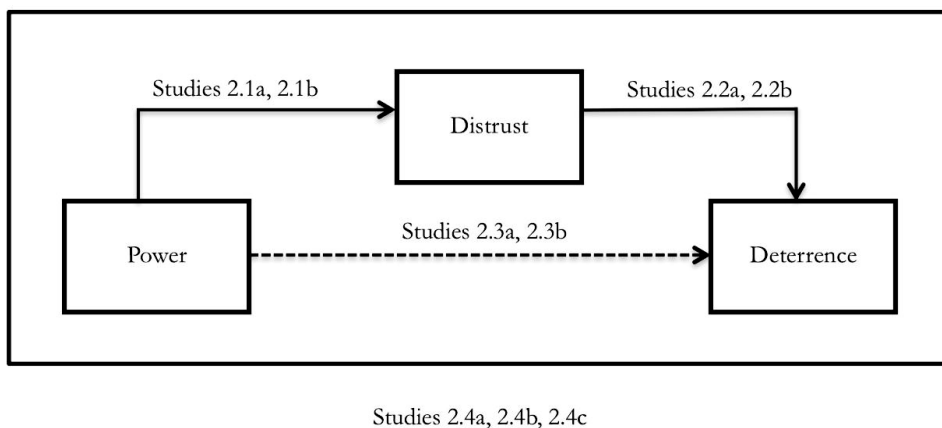 Studies 2.1a, 2.1b
Studies 2.2a, 2.2b
Distrust
Studies 2.3a, 2.3b
Power
Deterrence
Studies 2.4a, 2.4b, 2.4c